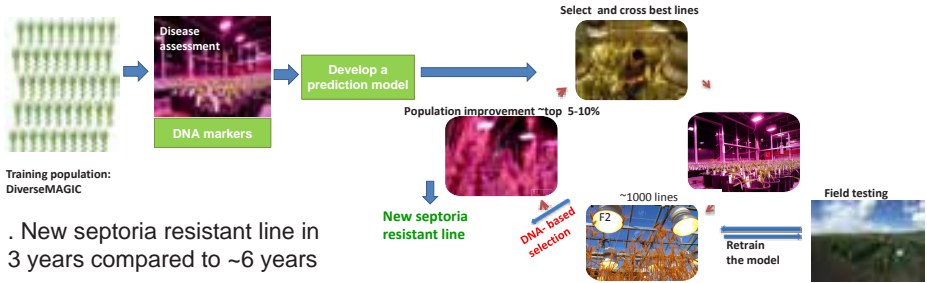 Select and cross best lines
Disease
assessment
Develop a
prediction model
Population improvement ~top 5-10%
DNA markers
Training population:
DiverseMAGIC
~1000 lines
Field testing
F2
New septoria
resistant line
DNA- based
selection
Retrain
the model
. New septoria resistant line in
3 years compared to ~6 years